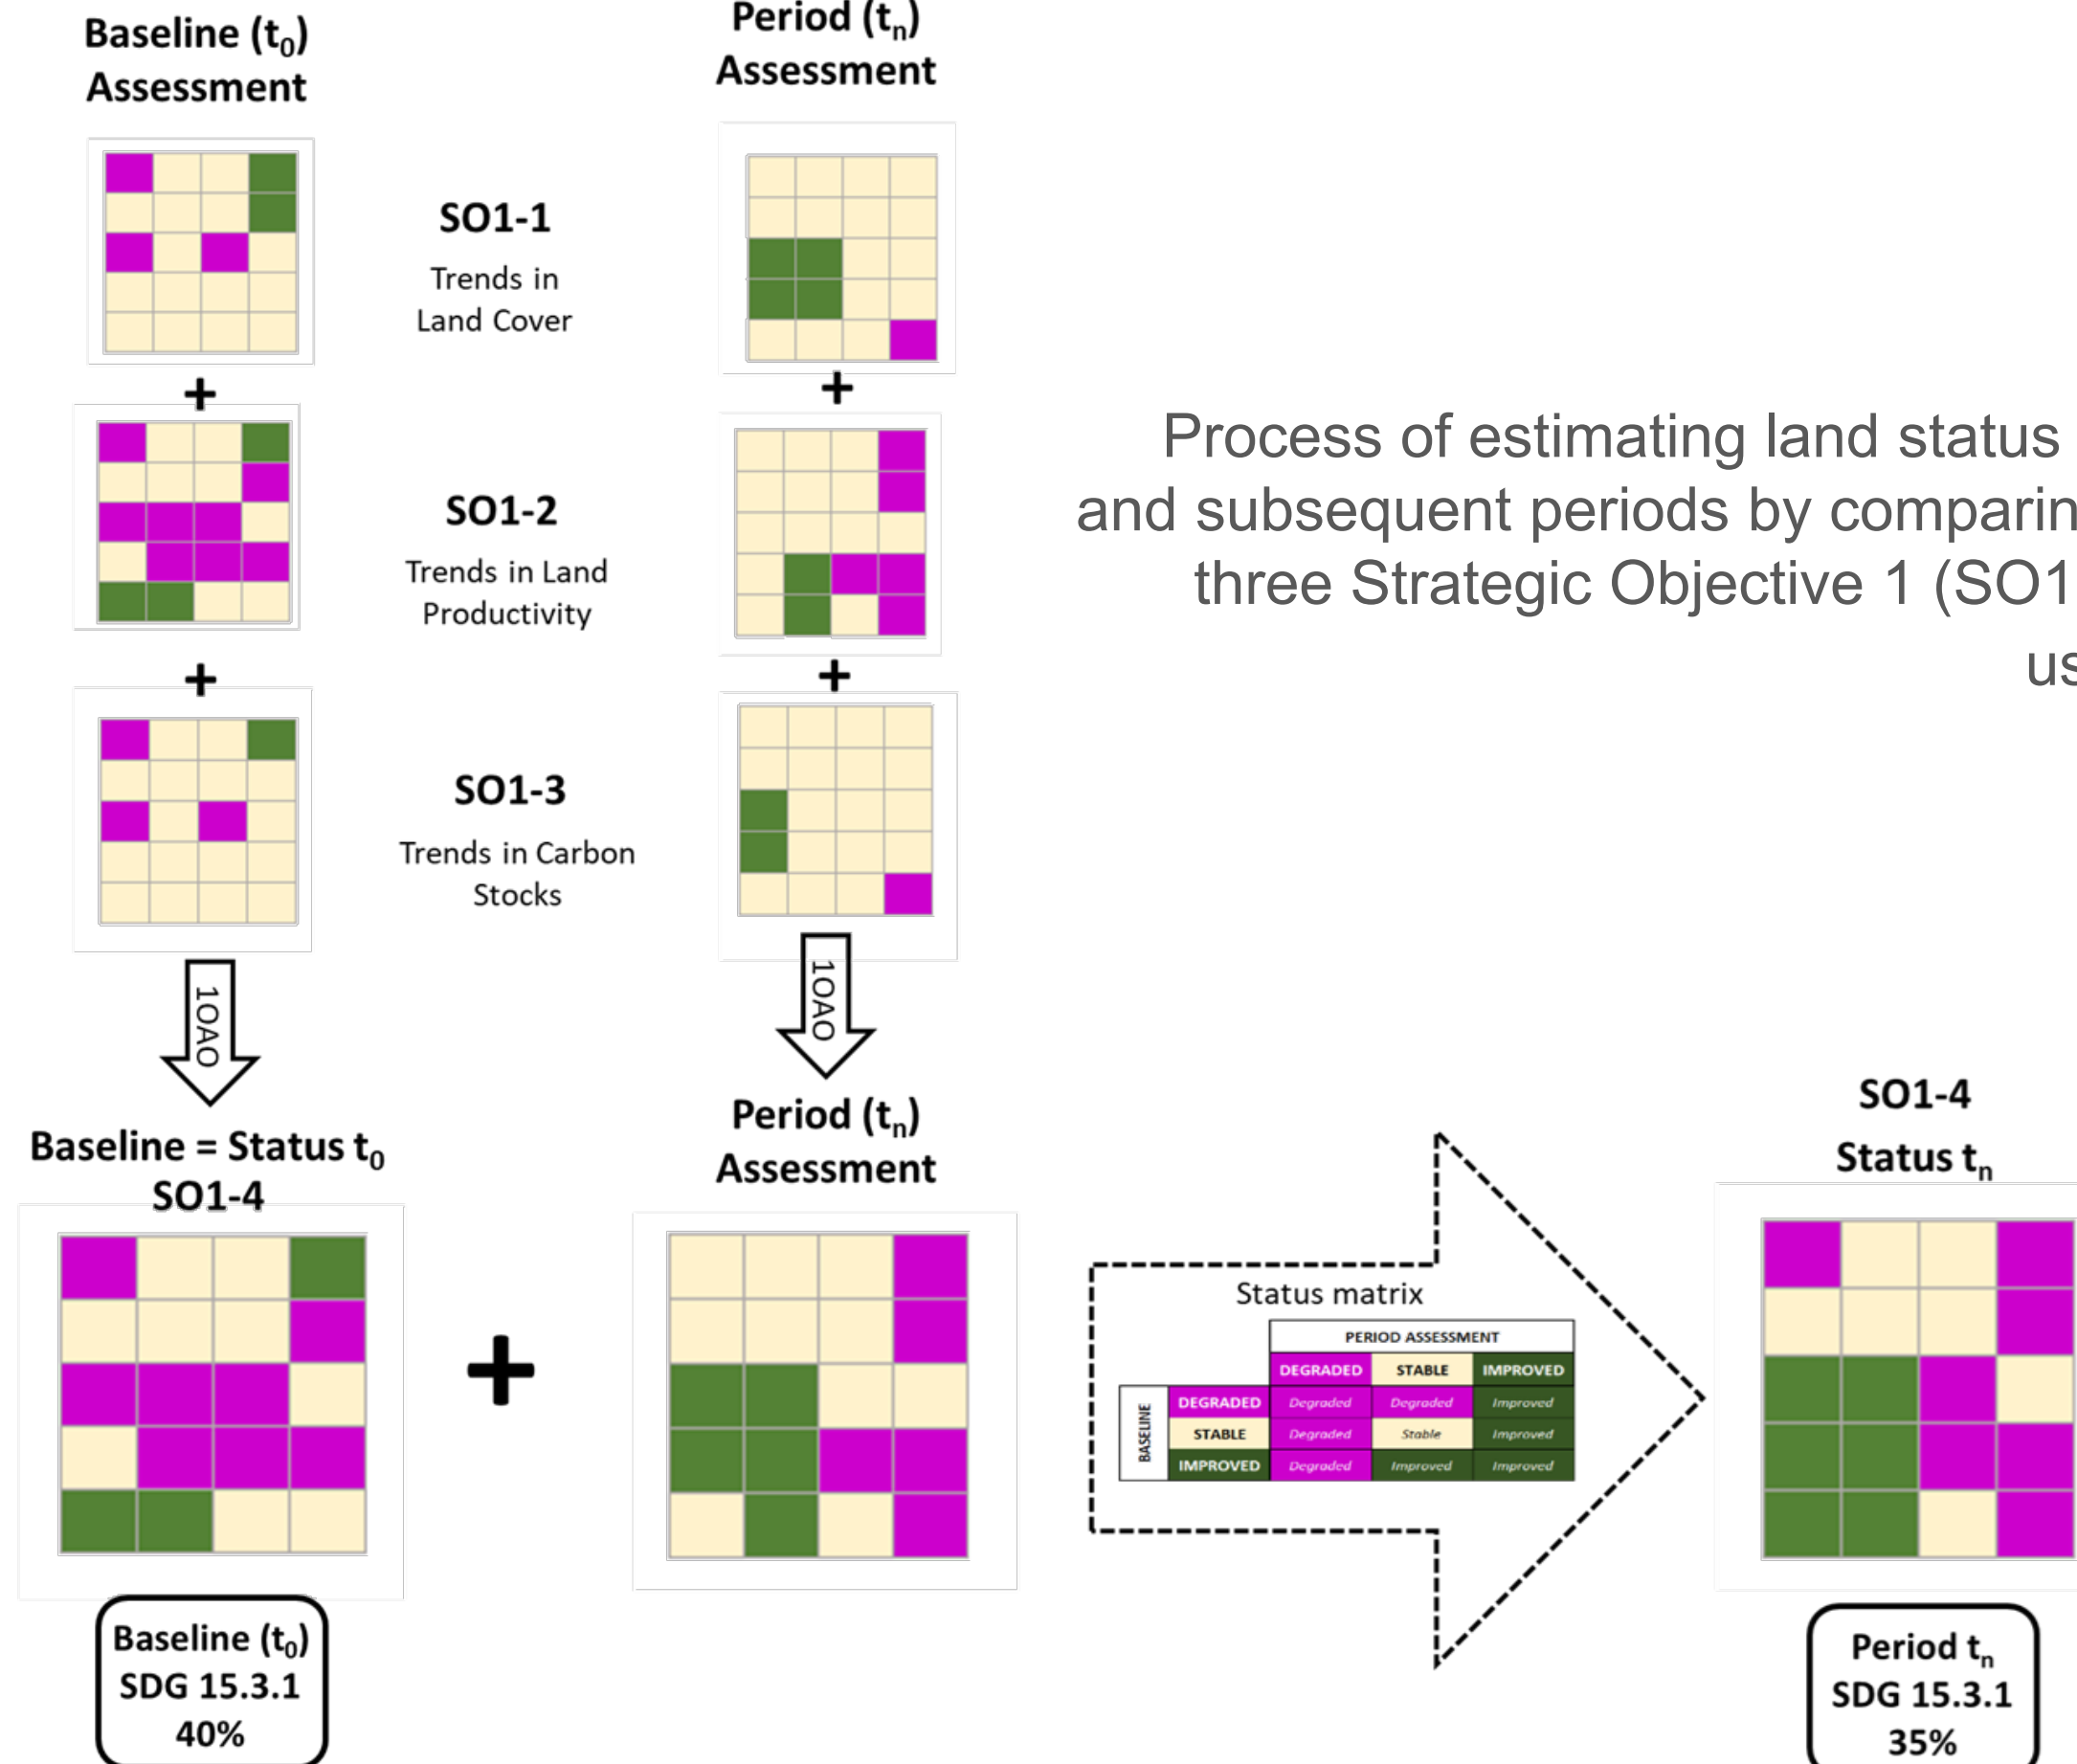 Baseline (t0)
Assessment
Period (tn)
Assessment
SO1-1
Trends in
Land Cover
+
+
SO1-2
Trends in Land
Productivity
+
+
SO1-3
Trends in Carbon
Stocks
1OAO
1OAO
Process of estimating land status
and subsequent periods by comparin
three Strategic Objective 1 (SO1
us
Baseline = Status t0
SO1-4
Period (tn)
Assessment
+
Status matrix
PERIOD ASSESSMENT
DEGRADED STABLE IMPROVED
BASELINE
DEGRADED Degraded Degraded Improved
STABLE Degraded Stable Improved
IMPROVED Degraded Improved Improved
SO1-4
Status tn
Baseline (t0)
SDG 15.3.1
40%
Period tn
SDG 15.3.1
35%